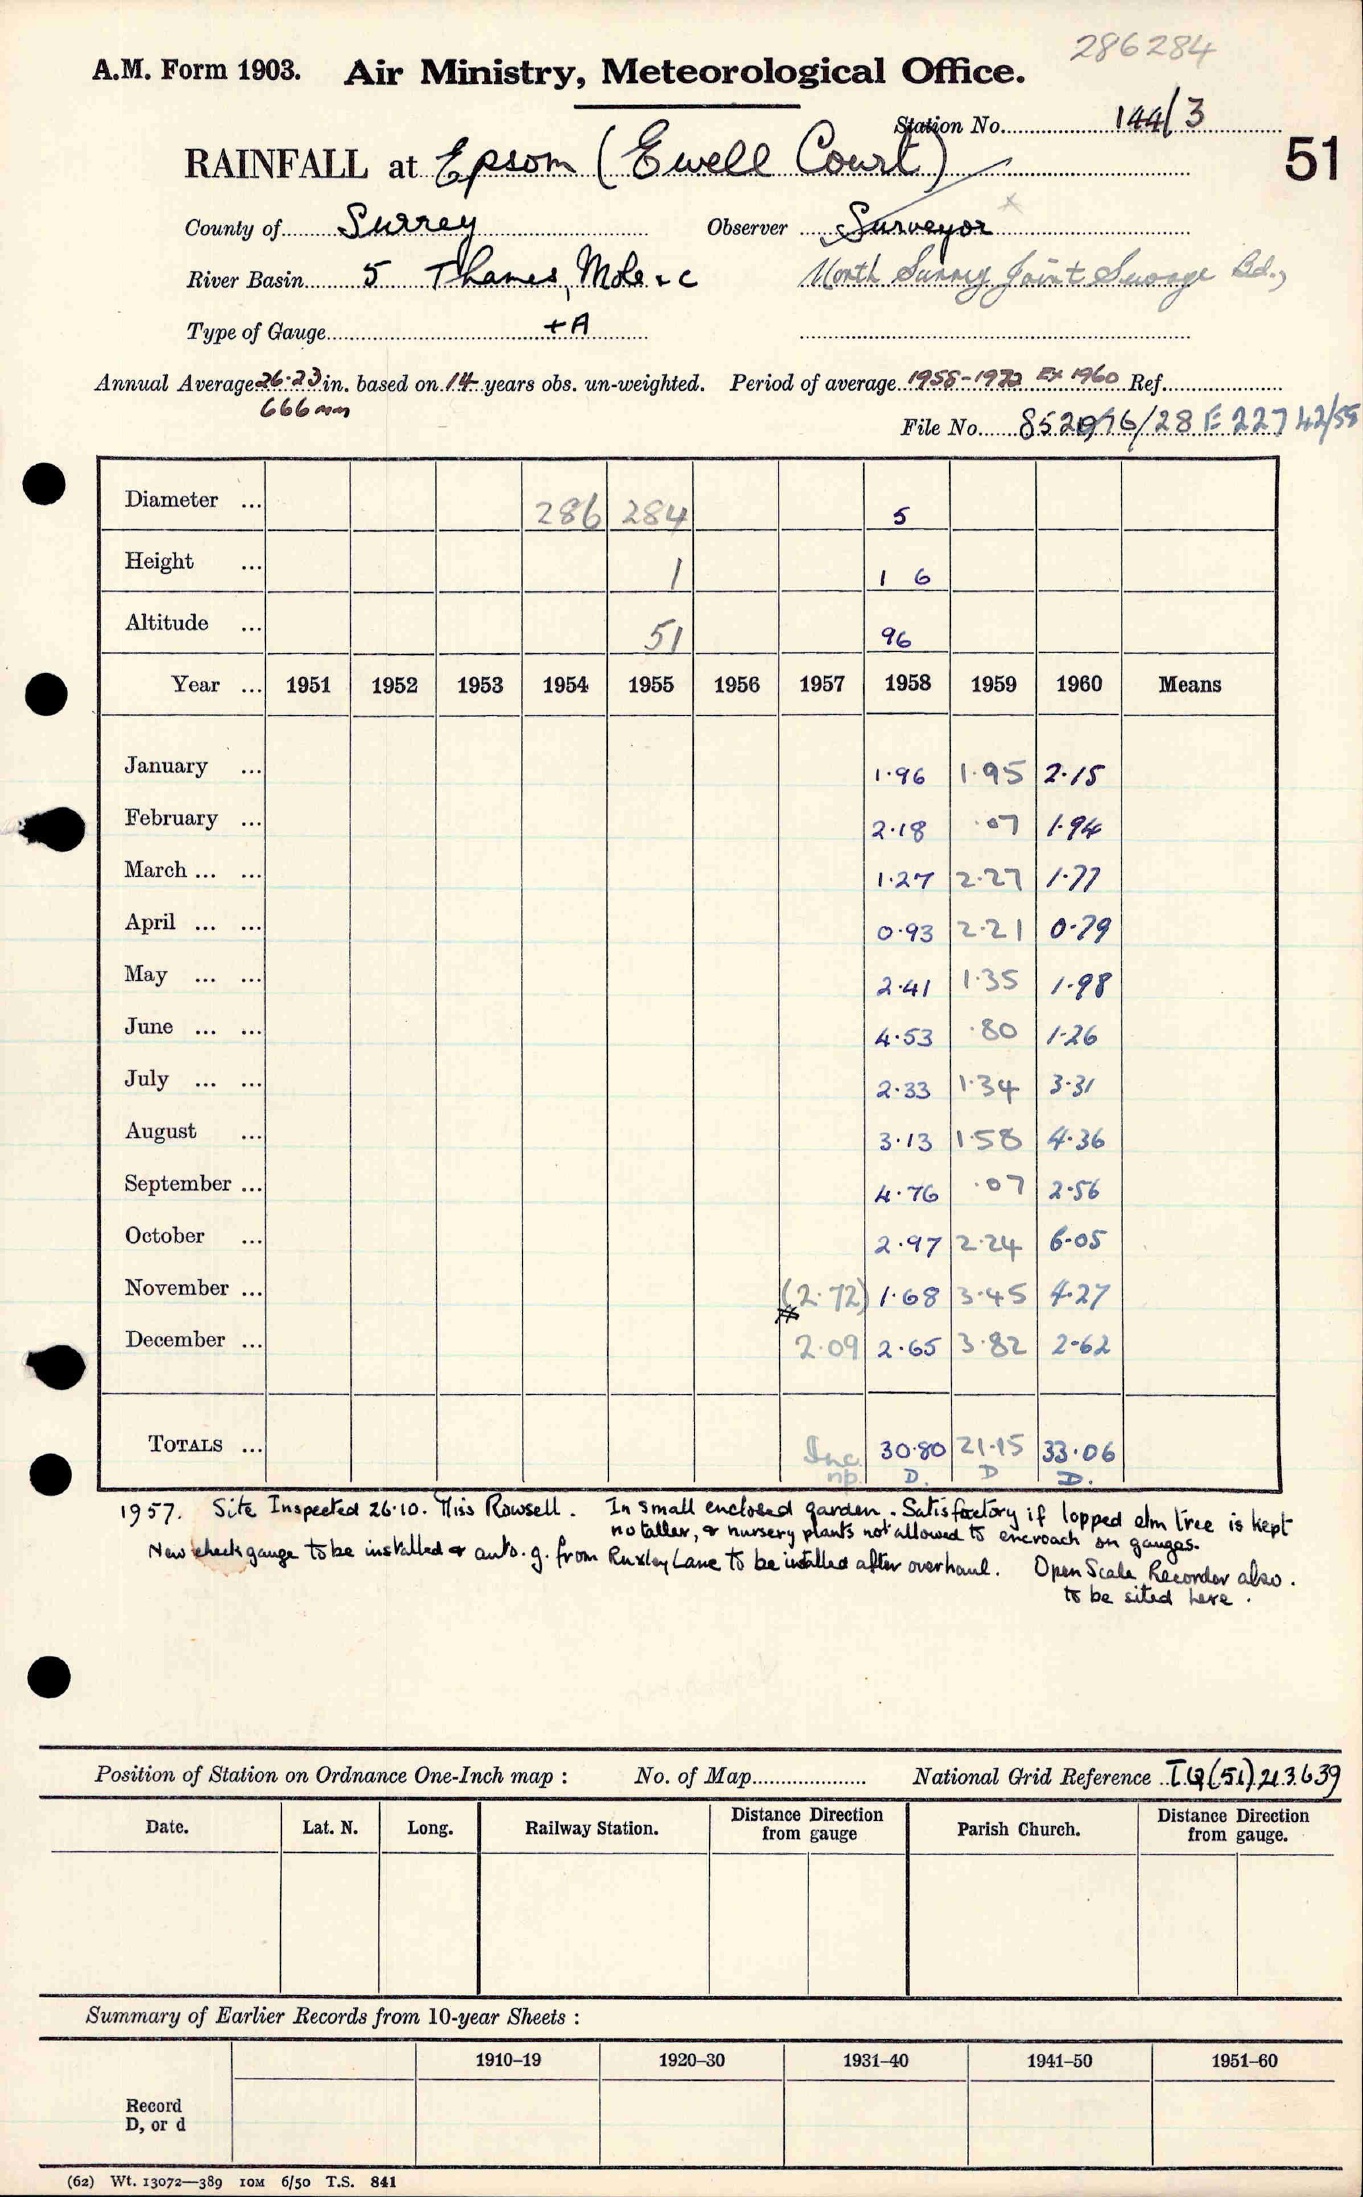 286284
A.M. Form 1903. Air Ministry, Meteorological Office.
Station No. 144/3
51
RAINFALL at Epsom (Ewell Court)
County of Surrey Observer Surveyor
River Basin 5 Thames, Mole &c North Surrey Joint Sewage Bd.,
Type of Gauge +A
Annual Average 26·23 in. based on 14 years obs. un-weighted. Period of average 1958-1972 Ex 1960 Ref.
666 mm
File No. 76/28 E 22742/55
Diameter ... 286 284 5
Height ... 1 1 6
Altitude ... 51 96
Year ... 1951 1952 1953 1954 1955 1956 1957 1958 1959 1960 Means
January ... 1·96 1·95 2·15
February ... 2·18 ·07 1·94
March ... ... 1·27 2·27 1·77
April ... ... 0·93 2·21 0·79
May ... ... 2·41 1·35 1·98
June ... ... 4·53 ·80 1·26
July ... ... 2·33 1·34 3·31
August ... 3·13 1·58 4·36
September ... 4·76 ·07 2·56
October ... 2·97 2·24 6·05
November ... (2·72) 1·68 3·45 4·27
December ... 2·09 2·65 3·82 2·62
TOTALS ... Inc 30·80 21·15 33·06
np. D. D D.
1957. Site Inspected 26·10. Miss Rowsell. In small enclosed garden. Satisfactory if lopped elm tree is kept
no taller, & nursery plants not allowed to encroach on gauges.
New check gauge to be installed & auto. g. from Ruxley Lane to be installed after overhaul. Open Scale Recorder also.
to be sited here.
Position of Station on Ordnance One-Inch map : No. of Map National Grid Reference TQ(51)213639
Date. Lat. N. Long. Railway Station. Distance Direction from gauge Parish Church. Distance Direction from gauge.
Summary of Earlier Records from 10-year Sheets :
1910–19 1920–30 1931–40 1941–50 1951–60
Record
D, or d
(62) Wt. 13072—389 10M 6/50 T.S. 841